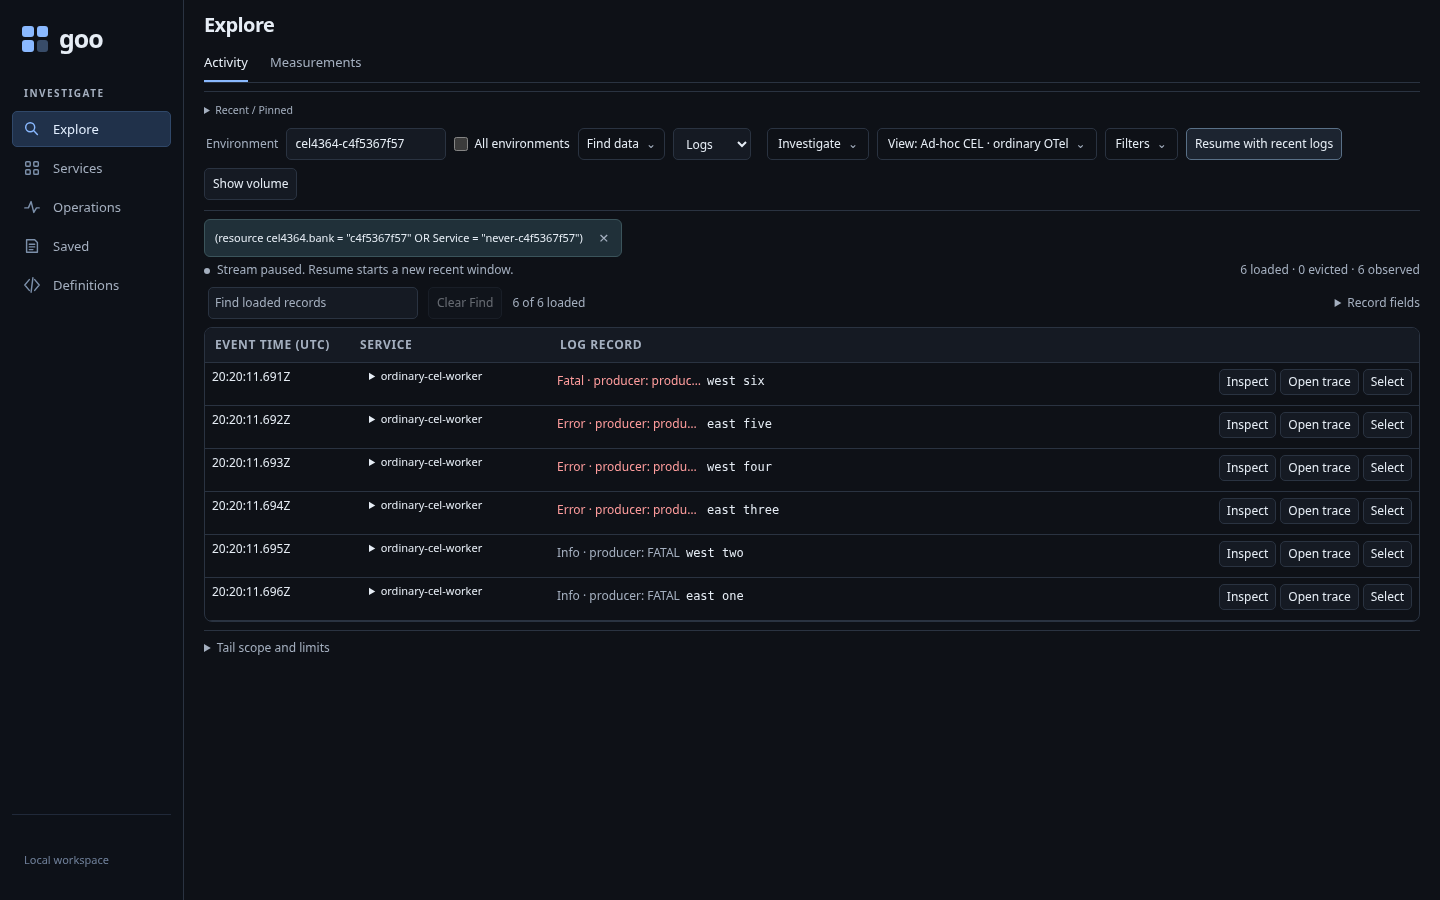 goo
INVESTIGATE
Explore
Services
Operations
Saved
Definitions
Local workspace
Explore
Activity Measurements
Recent / Pinned
Environment cel4364-c4f5367f57 All environments Find data Logs Investigate View: Ad-hoc CEL · ordinary OTel Filters Resume with recent logs
Show volume
(resource cel4364.bank = "c4f5367f57" OR Service = "never-c4f5367f57") ×
Stream paused. Resume starts a new recent window. 6 loaded · 0 evicted · 6 observed
Find loaded records Clear Find 6 of 6 loaded Record fields
EVENT TIME (UTC) SERVICE LOG RECORD
20:20:11.691Z ordinary-cel-worker Fatal · producer: produc... west six Inspect Open trace Select
20:20:11.692Z ordinary-cel-worker Error · producer: produ... east five Inspect Open trace Select
20:20:11.693Z ordinary-cel-worker Error · producer: produ... west four Inspect Open trace Select
20:20:11.694Z ordinary-cel-worker Error · producer: produ... east three Inspect Open trace Select
20:20:11.695Z ordinary-cel-worker Info · producer: FATAL west two Inspect Open trace Select
20:20:11.696Z ordinary-cel-worker Info · producer: FATAL east one Inspect Open trace Select
Tail scope and limits